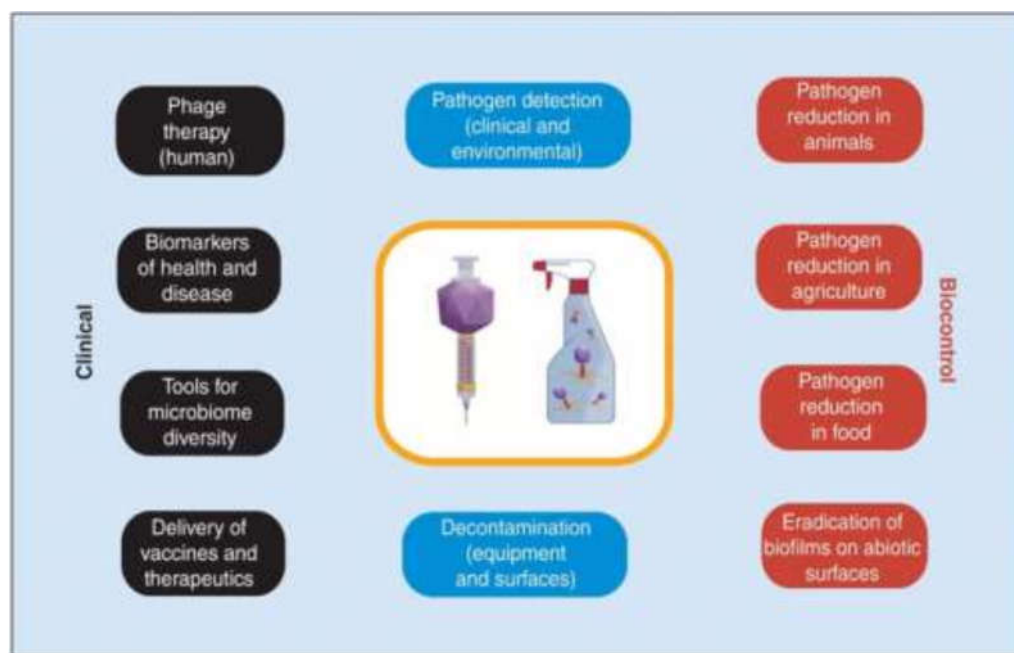 Clinical
Phage
therapy
(human)
Biomarkers
of health and
disease
Tools for
microbiome
diversity
Delivery of
vaccines and
therapeutics
Pathogen detection
(clinical and
environmental)
Decontamination
(equipment
and surfaces)
Pathogen
reduction in
animals
Pathogen
reduction in
agriculture
Pathogen
reduction
in food
Eradication of
biofilms on abiotic
surfaces
Biocontrol